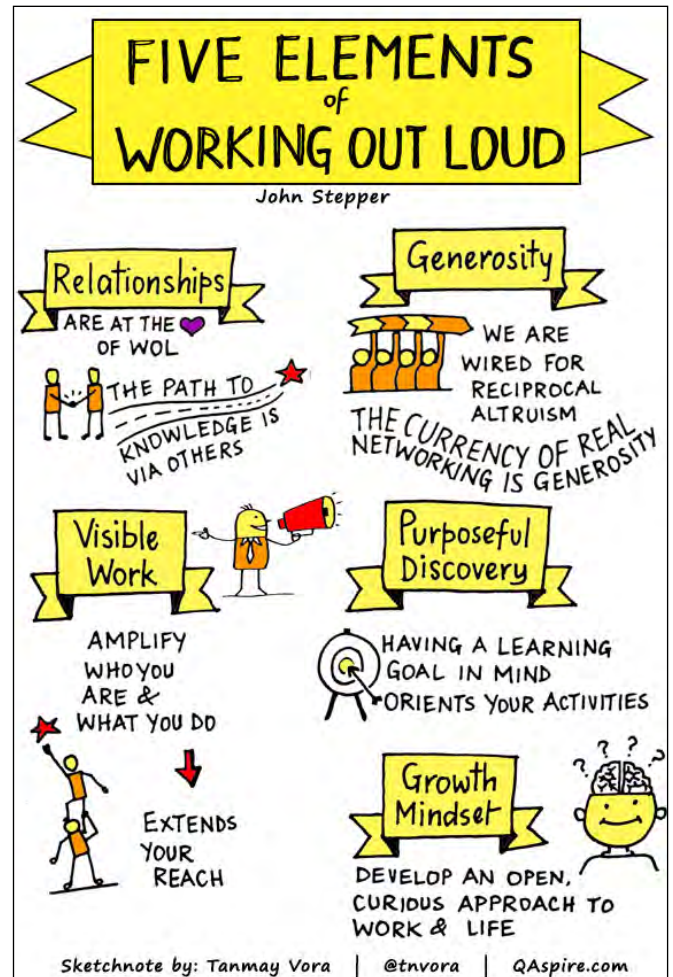 FIVE ELEMENTS
of
WORKING OUT LOUD
John Stepper
Relationships
ARE AT THE
OF WOL
THE PATH TO
KNOWLEDGE IS
VIA OTHERS
Generosity
WE ARE
WIRED FOR
RECIPROCAL
ALTRUISM
THE CURRENCY OF REAL
NETWORKING IS GENEROSITY
Visible
Work
AMPLIFY
WHO YOU
ARE &
WHAT YOU DO
EXTENDS
YOUR
REACH
Purposeful
Discovery
HAVING A LEARNING
GOAL IN MIND
ORIENTS YOUR ACTIVITIES
Growth
Mindset
? ? ? ?
DEVELOP AN OPEN,
CURIOUS APPROACH TO
WORK & LIFE
Sketchnote by: Tanmay Vora | @tnvora | QAspire.com